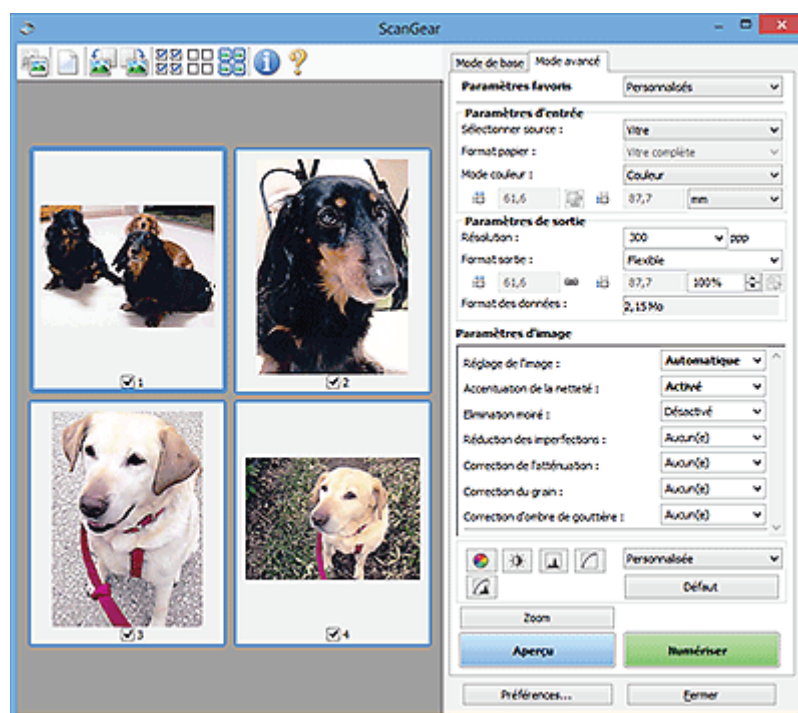 ScanGear
Mode de base Mode avancé
Paramètres favoris Personnalisés
Paramètres d'entrée
Sélectionner source : Vitre
Format papier : Vitre complète
Mode couleur : Couleur
61,6 87,7 mm
Paramètres de sortie
Résolution : 300 ppp
Format sortie : Flexible
61,6 87,7 100%
Format des données : 2,15 Mo
Paramètres d'image
Réglage de l'image : Automatique
Accentuation de la netteté : Activé
Elimination moiré : Désactivé
Réduction des imperfections : Aucun(e)
Correction de l'atténuation : Aucun(e)
Correction du grain : Aucun(e)
Correction d'ombre de gouttière : Aucun(e)
Personnalisée
Défaut
Zoom
Aperçu Numériser
Préférences... Fermer
1
2
3
4